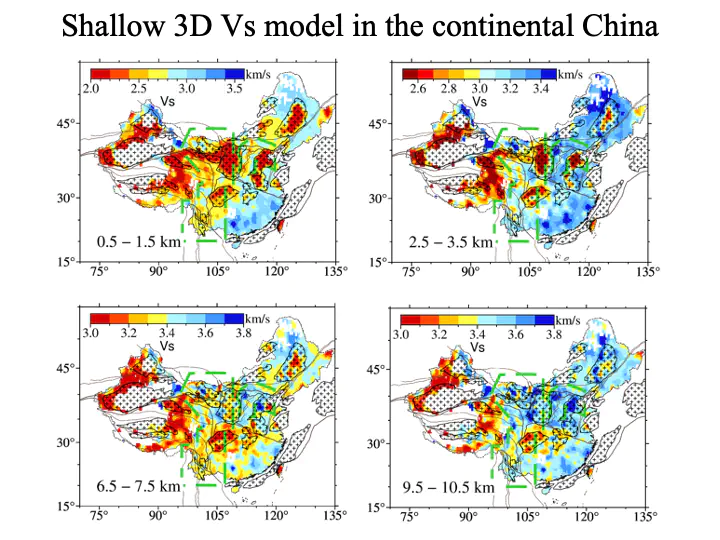 Shallow 3D Vs model in the continental China
km/s
2.0 2.5 3.0 3.5
Vs
45°
30°
15°
0.5 – 1.5 km
75° 90° 105° 120° 135°
km/s
2.6 2.8 3.0 3.2 3.4
Vs
45°
30°
15°
2.5 – 3.5 km
75° 90° 105° 120° 135°
km/s
3.0 3.2 3.4 3.6 3.8
Vs
45°
30°
15°
6.5 – 7.5 km
75° 90° 105° 120° 135°
km/s
3.0 3.2 3.4 3.6 3.8
Vs
45°
30°
15°
9.5 – 10.5 km
75° 90° 105° 120° 135°